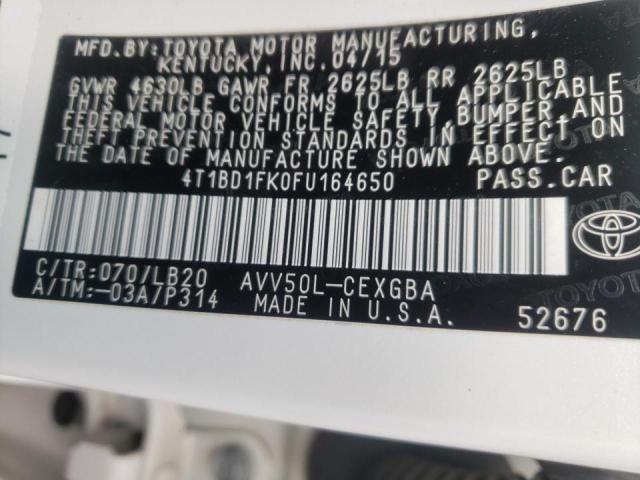 MFD. BY: TOYOTA MOTOR MANUFACTURING,
KENTUCKY, INC. 04/15
GVWR 4630LB GAWR FR 2625LB RR 2625LB
THIS VEHICLE CONFORMS TO ALL APPLICABLE
FEDERAL MOTOR VEHICLE SAFETY, BUMPER, AND
THEFT PREVENTION STANDARDS IN EFFECT ON
THE DATE OF MANUFACTURE SHOWN ABOVE.
4T1BD1FK0FU164650 PASS.CAR
C/TR:070/LB20 AVV50L-CEXGBA
A/TM:-03A/P314 MADE IN U.S.A.
52676